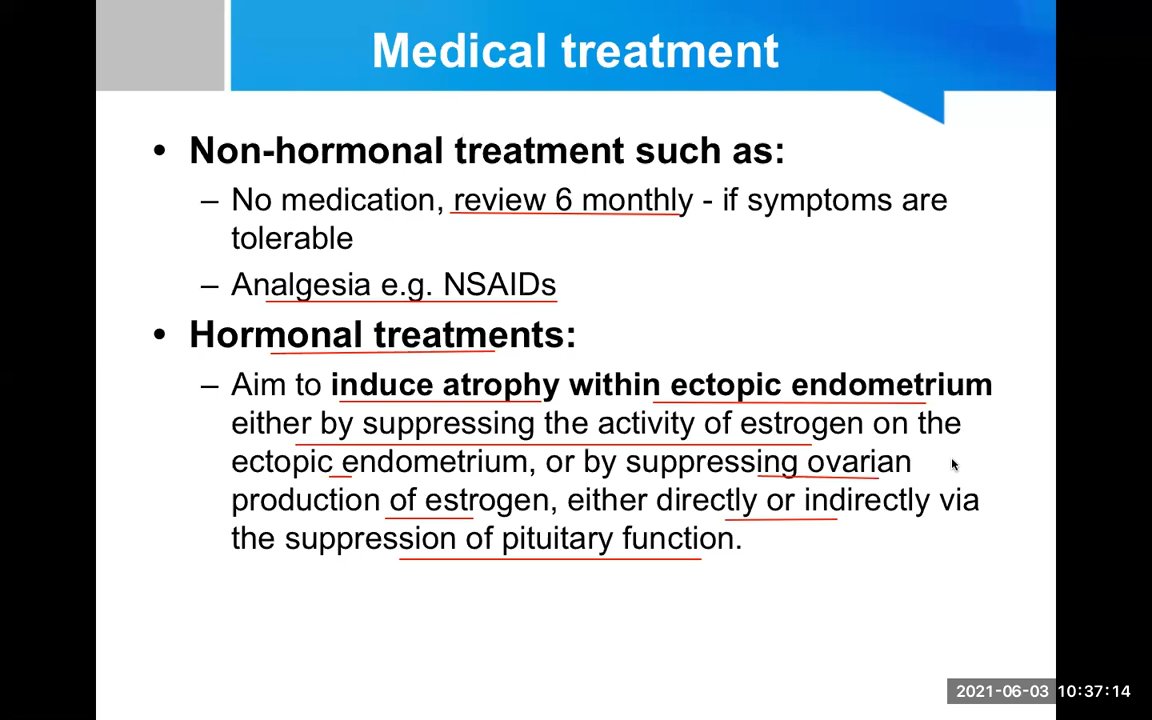 Medical treatment
• Non-hormonal treatment such as:
– No medication, review 6 monthly - if symptoms are
tolerable
– Analgesia e.g. NSAIDs
• Hormonal treatments:
– Aim to induce atrophy within ectopic endometrium
either by suppressing the activity of estrogen on the
ectopic endometrium, or by suppressing ovarian
production of estrogen, either directly or indirectly via
the suppression of pituitary function.
2021-06-03 10:37:14